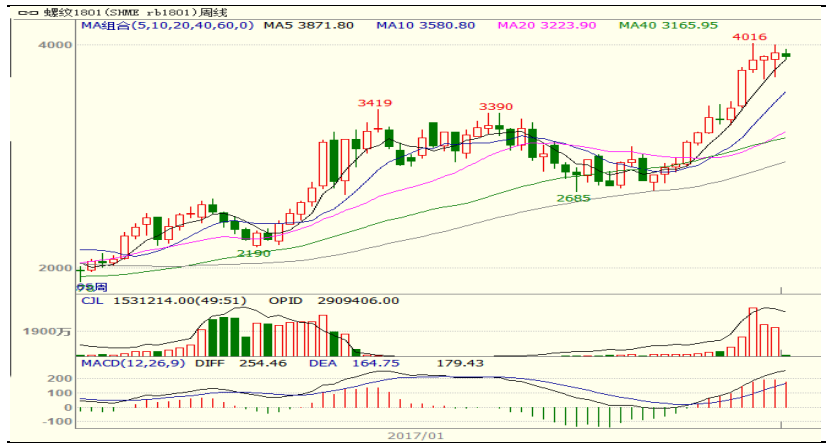 螺纹1801(SHME rb1801)周线
MA组合(5,10,20,40,60,0) MA5 3871.80 MA10 3580.80 MA20 3223.90 MA40 3165.95
4016
4000
3419
3390
2685
2190
2000
周
CJL 1531214.00(49:51) OPID 2909406.00
1900万
MACD(12,26,9) DIFF 254.46 DEA 164.75 179.43
200
100
0
-100
2017/01